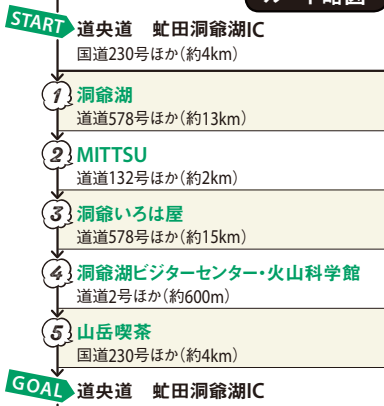 START 道央道　虻田洞爺湖IC
国道230号ほか(約4km)
1 洞爺湖
道道578号ほか(約13km)
2 MITTSU
道道132号ほか(約2km)
3 洞爺いろは屋
道道578号ほか(約15km)
4 洞爺湖ビジターセンター・火山科学館
道道2号ほか(約600m)
5 山岳喫茶
国道230号ほか(約4km)
GOAL 道央道　虻田洞爺湖IC